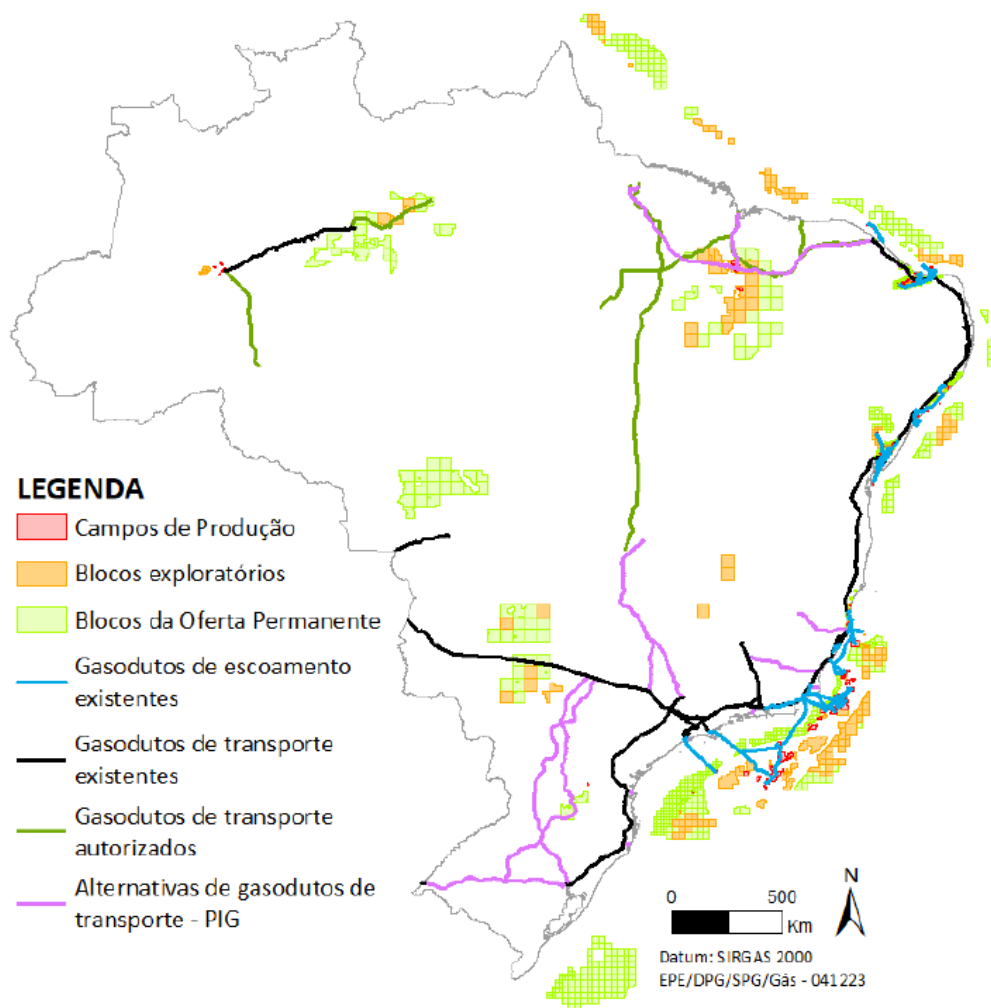 LEGENDA
Campos de Produção
Blocos exploratórios
Blocos da Oferta Permanente
Gasodutos de escoamento
existentes
Gasodutos de transporte
existentes
Gasodutos de transporte
autorizados
Alternativas de gasodutos de
transporte - PIG
N
0 500
Km
Datum: SIRGAS 2000
EPE/DPG/SPG/Gás - 041223